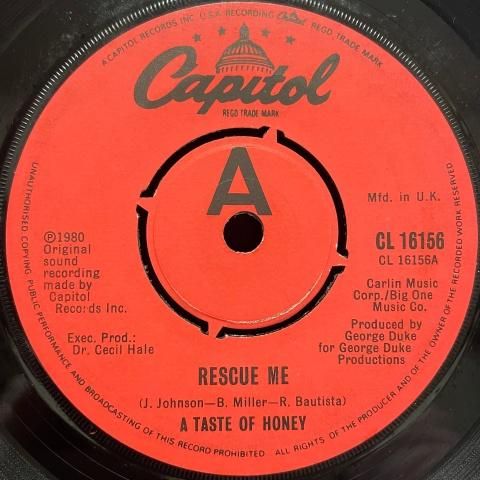 A CAPITOL RECORDS INC. U.S.A. RECORDING Capitol REGD. TRADE MARK
Capitol
REGD TRADE MARK
A
Mfd. in U.K.
℗1980
Original
sound
recording
made by
Capitol
Records Inc.
CL 16156
CL 16156A
Carlin Music
Corp./Big One
Music Co.
Exec. Prod.:
Dr. Cecil Hale
Produced by
George Duke
for George Duke
Productions
RESCUE ME
(J. Johnson—B. Miller—R. Bautista)
A TASTE OF HONEY
UNAUTHORISED COPYING PUBLIC PERFORMANCE AND BROADCASTING OF THIS RECORD PROHIBITED. ALL RIGHTS OF THE PRODUCER AND OF THE OWNER OF THE RECORDED WORK RESERVED